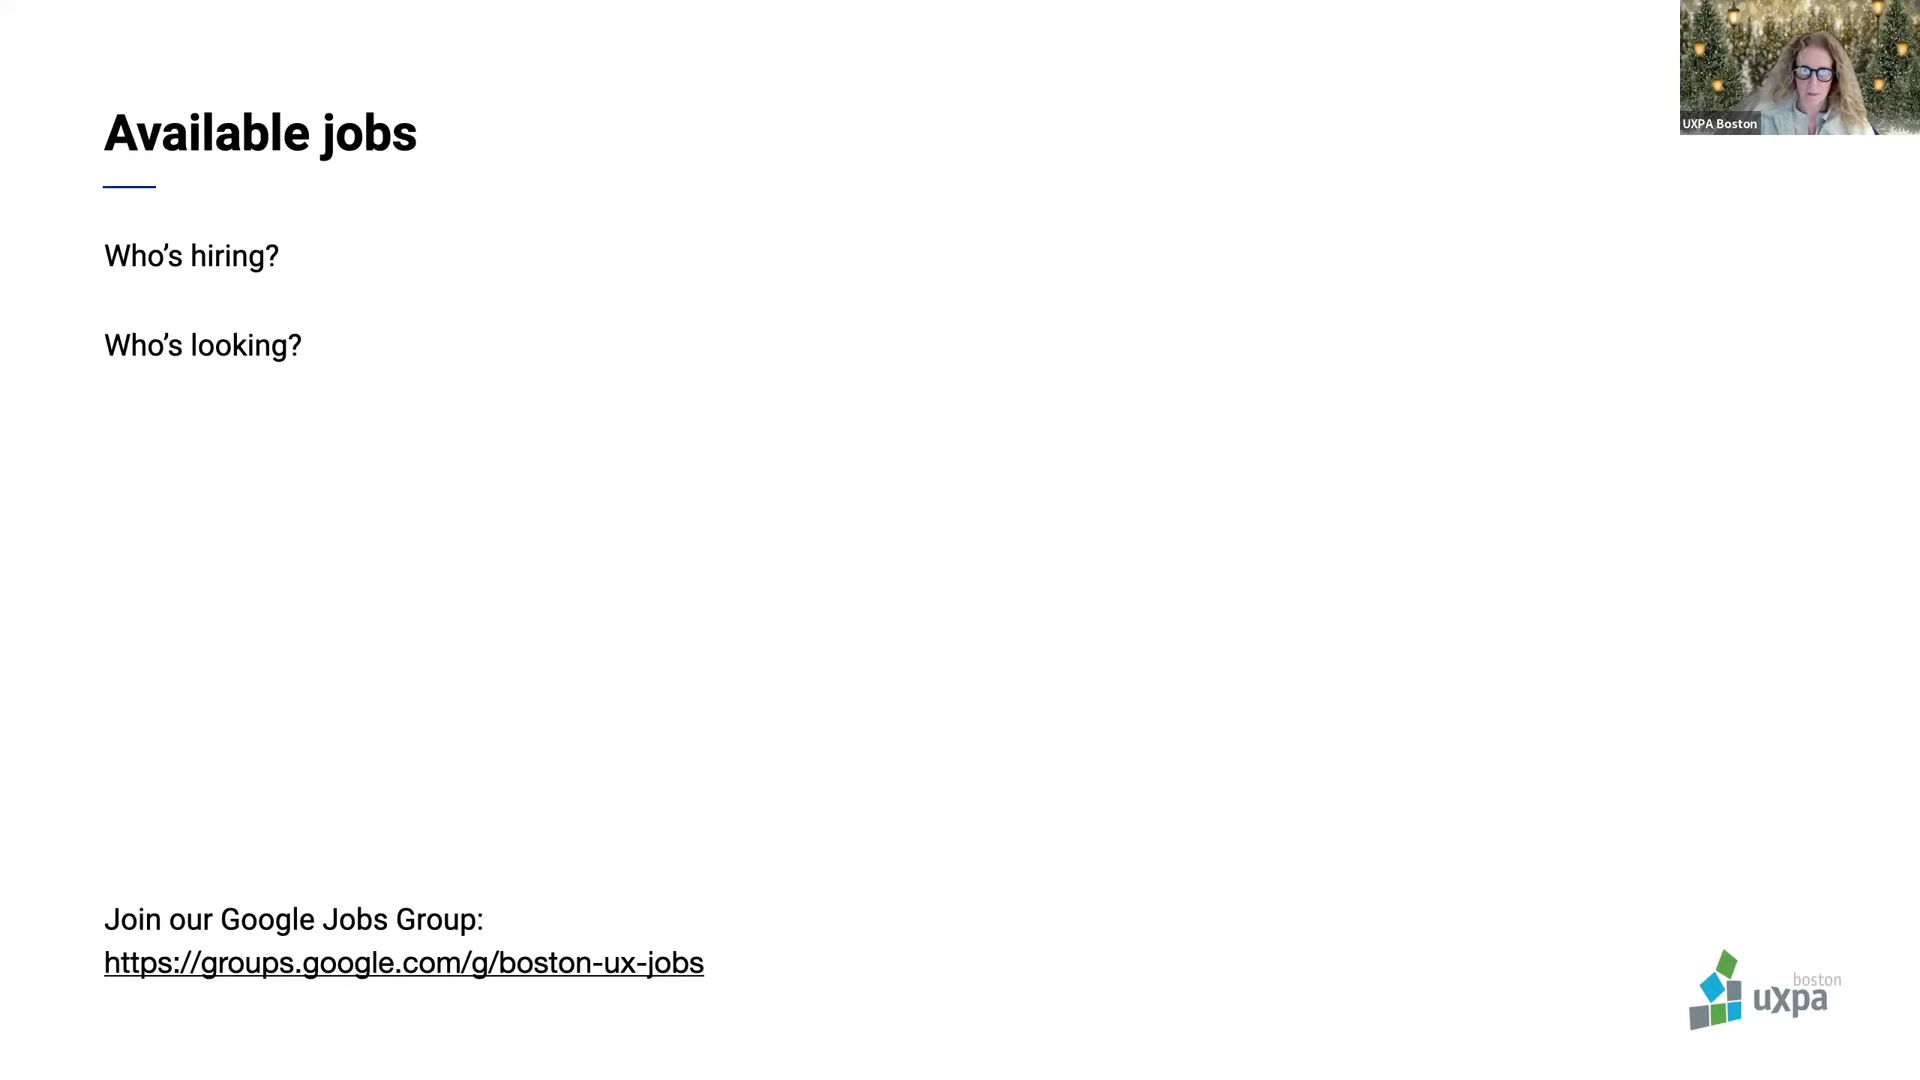 Available jobs
Who’s hiring?
Who’s looking?
Join our Google Jobs Group:
https://groups.google.com/g/boston-ux-jobs
UXPA Boston
boston
uxpa